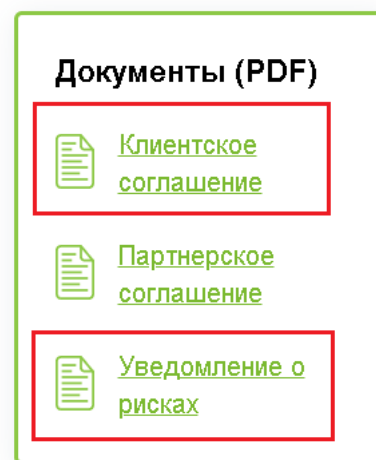 Документы (PDF)
Клиентское
соглашение
Партнерское
соглашение
Уведомление о
рисках